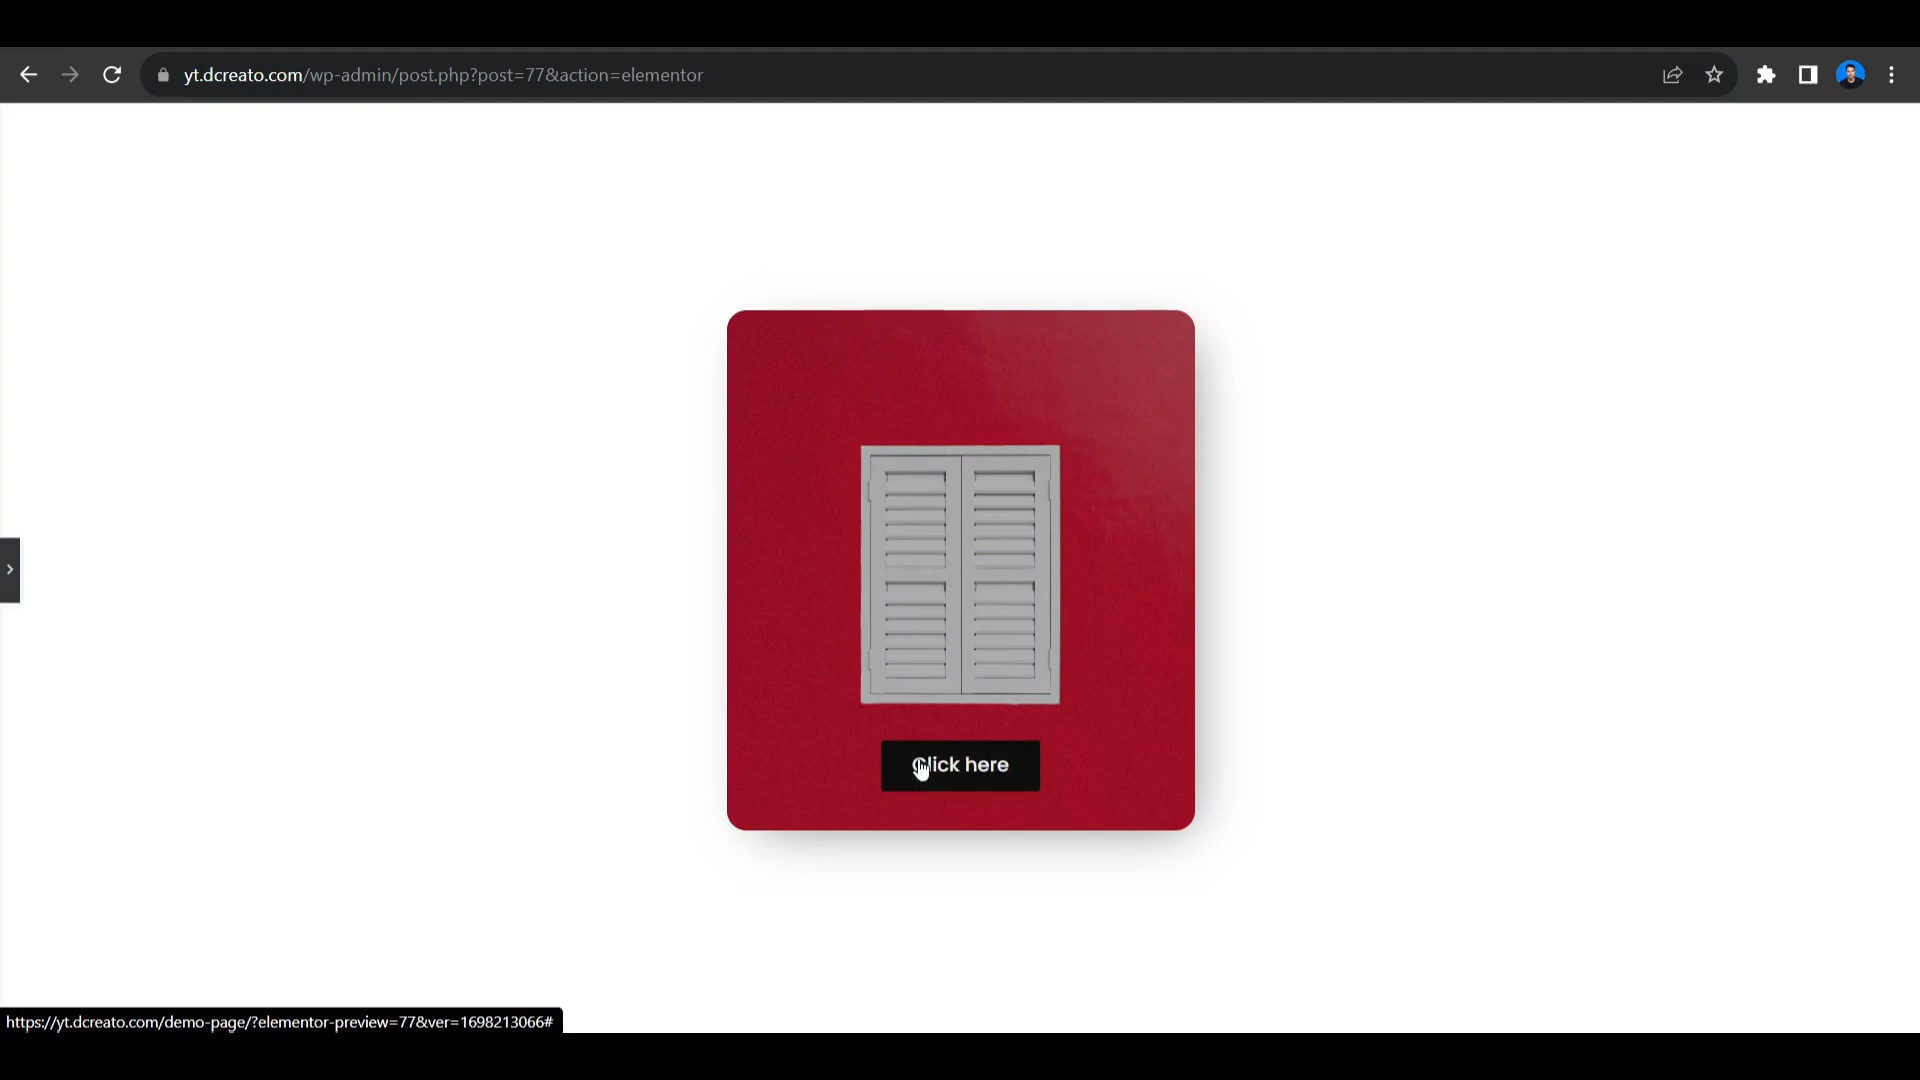 yt.dcreato.com/wp-admin/post.php?post=77&action=elementor
Click here
https://yt.dcreato.com/demo-page/?elementor-preview=77&ver=1698213066#